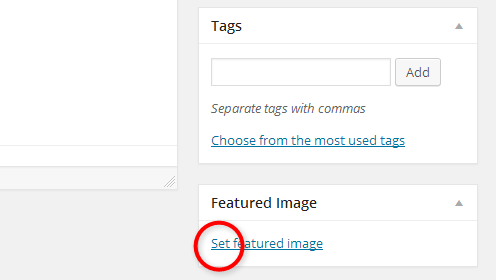 Tags
Add
Separate tags with commas
Choose from the most used tags
Featured Image
Set featured image